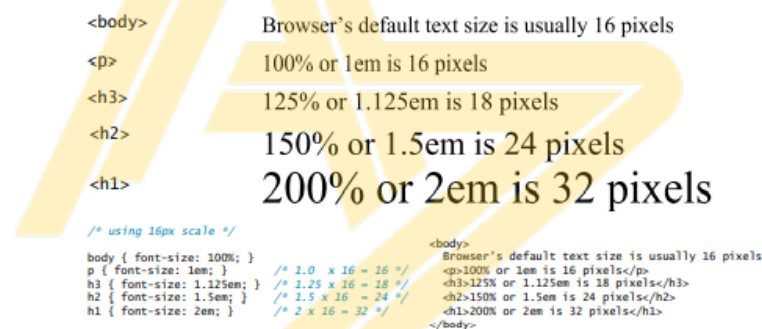 <body> Browser’s default text size is usually 16 pixels
<p> 100% or 1em is 16 pixels
<h3> 125% or 1.125em is 18 pixels
<h2> 150% or 1.5em is 24 pixels
<h1> 200% or 2em is 32 pixels
/* using 16px scale */
body { font-size: 100%; }
p { font-size: 1em; } /* 1.0 x 16 = 16 */
h3 { font-size: 1.125em; } /* 1.25 x 16 = 18 */
h2 { font-size: 1.5em; } /* 1.5 x 16 = 24 */
h1 { font-size: 2em; } /* 2 x 16 = 32 */
<body>
Browser’s default text size is usually 16 pixels
<p>100% or 1em is 16 pixels</p>
<h3>125% or 1.125em is 18 pixels</h3>
<h2>150% or 1.5em is 24 pixels</h2>
<h1>200% or 2em is 32 pixels</h1>
</body>